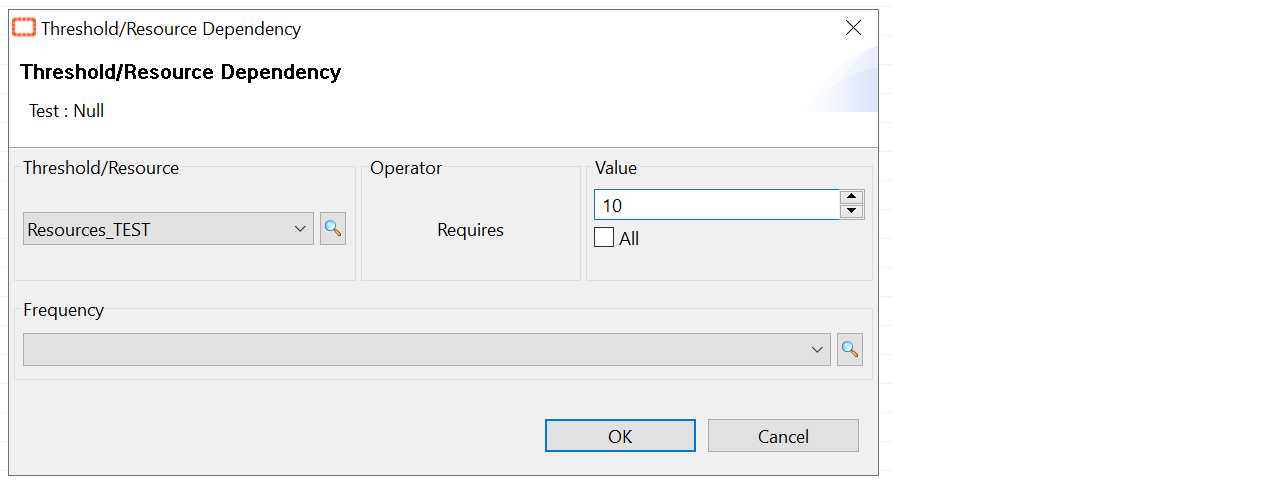 Threshold/Resource Dependency
Threshold/Resource Dependency
Test : Null
Threshold/Resource
Operator
Value
Resources_TEST
Requires
10
All
Frequency
OK
Cancel